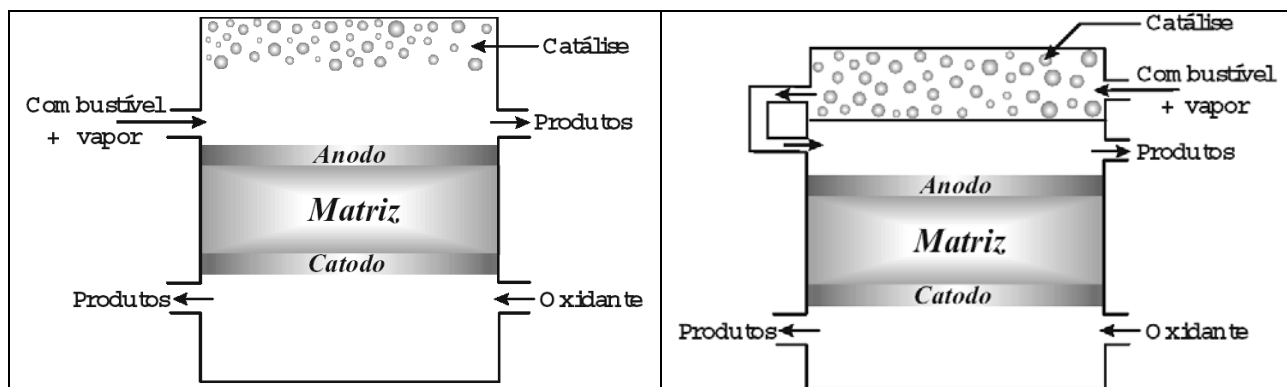 Catálise
Combustível
+ vapor
Produtos
Anodo
Matriz
Catodo
Produtos
Oxidante
Catálise
Combustível
+ vapor
Produtos
Anodo
Matriz
Catodo
Produtos
Oxidante